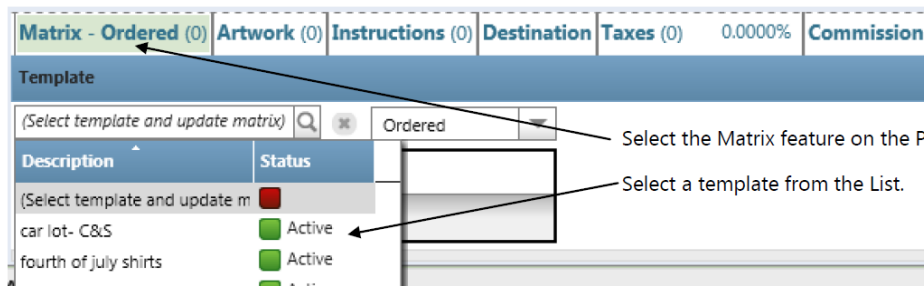 Matrix - Ordered (0) Artwork (0) Instructions (0) Destination Taxes (0) 0.0000% Commission
Template
(Select template and update matrix) Ordered
Select the Matrix feature on the P
Description Status
Select a template from the List.
(Select template and update m
car lot- C&S Active
fourth of july shirts Active